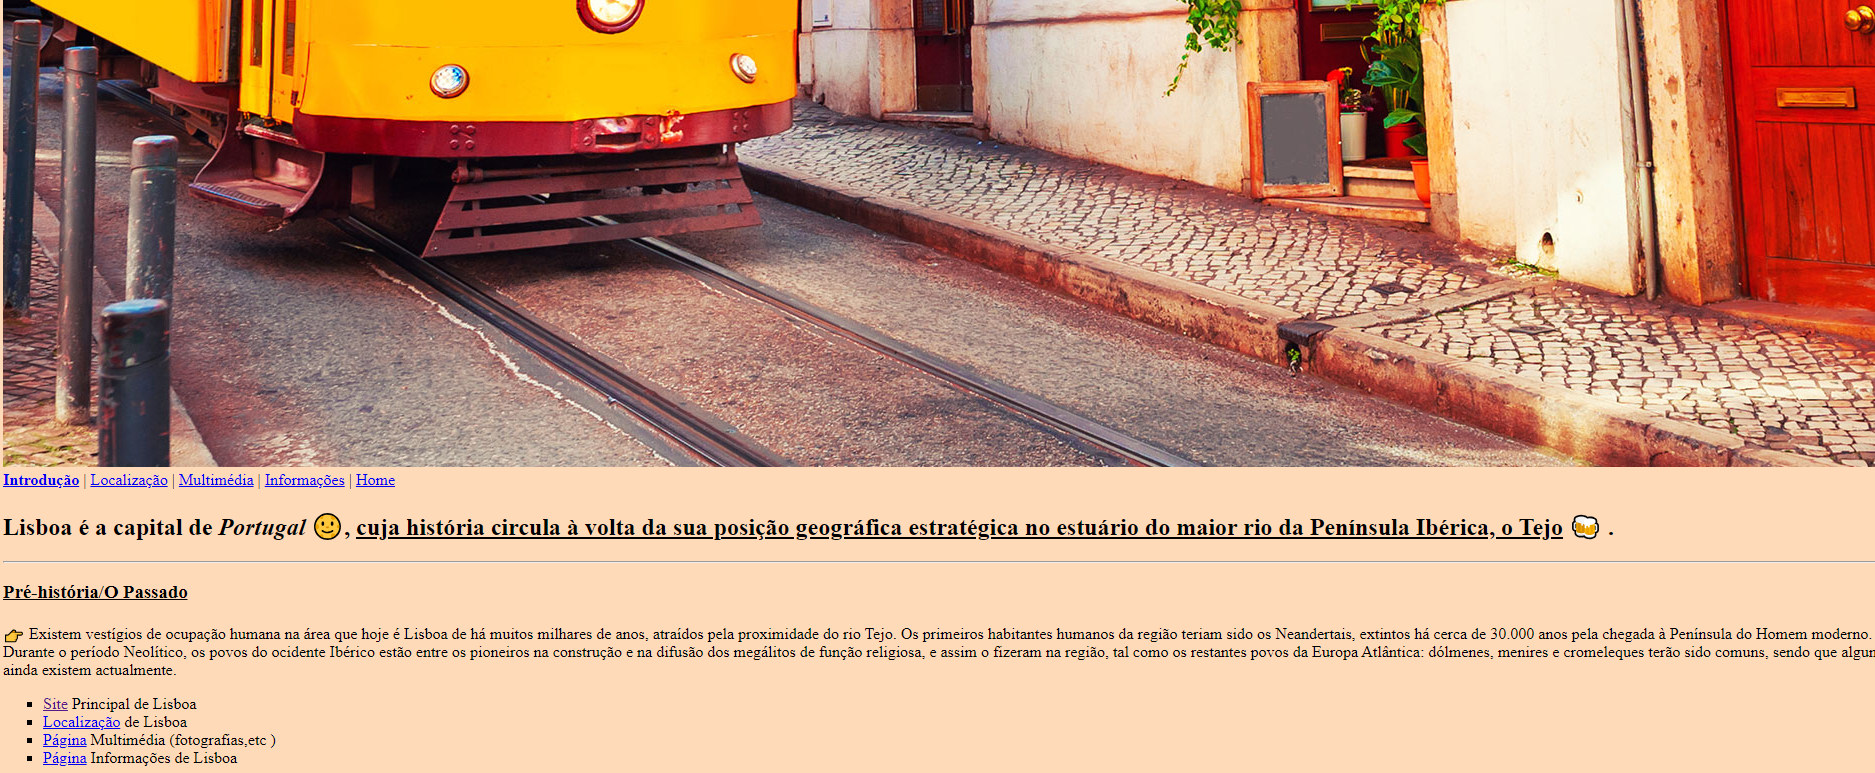 Introdução | Localização | Multimédia | Informações | Home
Lisboa é a capital de Portugal 🙂, cuja história circula à volta da sua posição geográfica estratégica no estuário do maior rio da Península Ibérica, o Tejo 🍻 .
Pré-história/O Passado
👉 Existem vestígios de ocupação humana na área que hoje é Lisboa de há muitos milhares de anos, atraídos pela proximidade do rio Tejo. Os primeiros habitantes humanos da região teriam sido os Neandertais, extintos há cerca de 30.000 anos pela chegada à Península do Homem moderno.
Durante o período Neolítico, os povos do ocidente Ibérico estão entre os pioneiros na construção e na difusão dos megálitos de função religiosa, e assim o fizeram na região, tal como os restantes povos da Europa Atlântica: dólmenes, menires e cromeleques terão sido comuns, sendo que
ainda existem actualmente.
Site Principal de Lisboa
Localização de Lisboa
Página Multimédia (fotografias,etc )
Página Informações de Lisboa